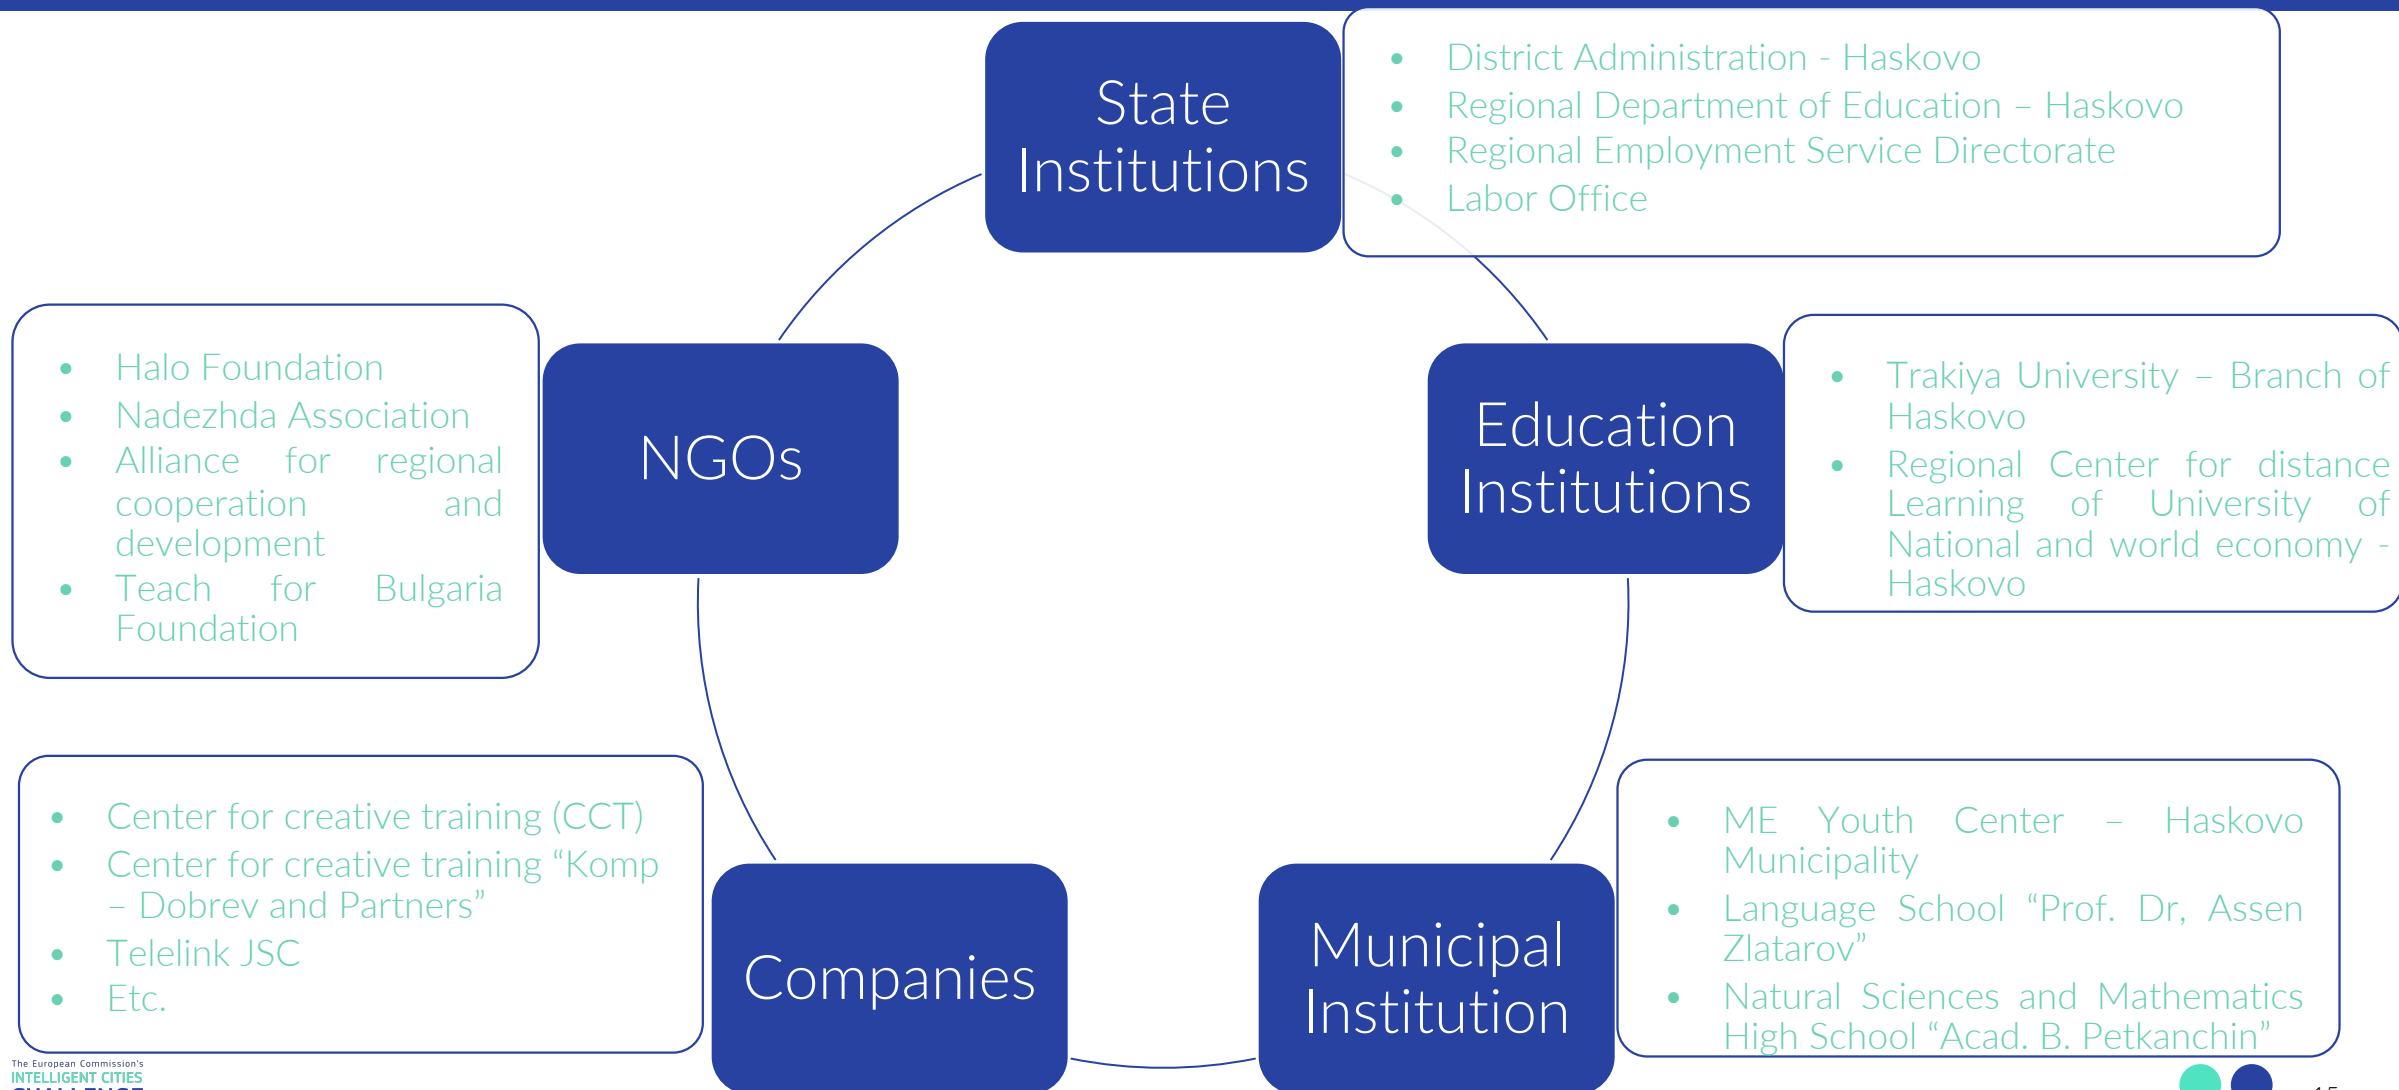 State
Institutions
• District Administration - Haskovo
• Regional Department of Education – Haskovo
• Regional Employment Service Directorate
• Labor Office
Education
Institutions
• Trakiya University – Branch of
Haskovo
• Regional Center for distance
Learning of University of
National and world economy -
Haskovo
Municipal
Institution
• ME Youth Center – Haskovo
Municipality
• Language School “Prof. Dr, Assen
Zlatarov”
• Natural Sciences and Mathematics
High School “Acad. B. Petkanchin”
Companies
• Center for creative training (CCT)
• Center for creative training “Komp
– Dobrev and Partners”
• Telelink JSC
• Etc.
NGOs
• Halo Foundation
• Nadezhda Association
• Alliance for regional
cooperation and
development
• Teach for Bulgaria
Foundation
The European Commission's
INTELLIGENT CITIES
CHALLENGE
15